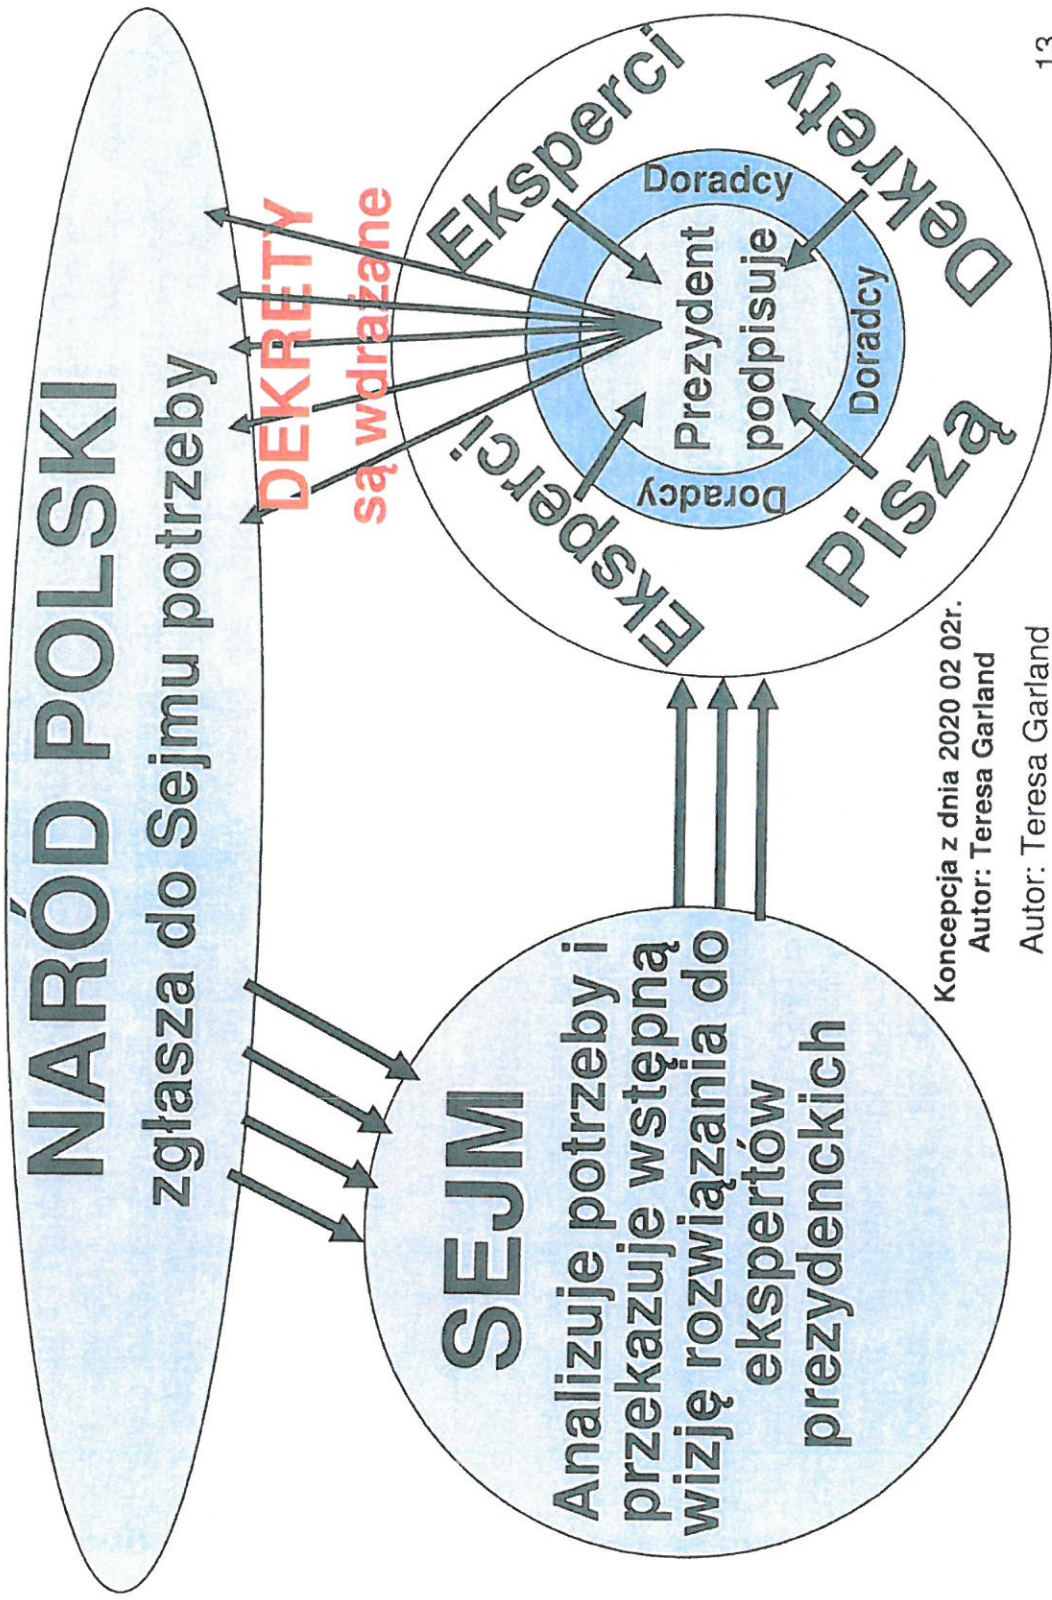 NARÓD POLSKI
zgłasza do Sejmu potrzeby
DEKRETY
są wdrażane
SEJM
Analizuje potrzeby i
przekazuje wstępną
wizję rozwiązania do
ekspertów
prezydenckich
Eksperci
Eksperci
Piszą
Dekrety
Doradcy
Doradcy
Doradcy
Prezydent
podpisuje
Koncepcja z dnia 2020 02 02r.
Autor: Teresa Garland
Autor: Teresa Garland
13